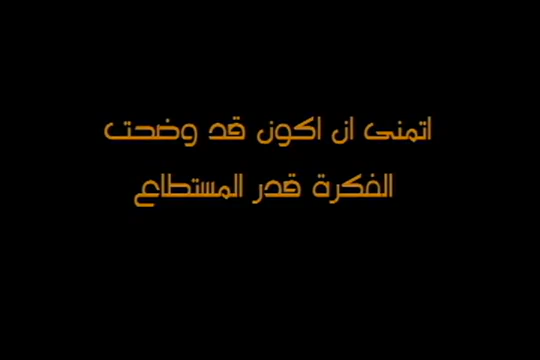 اتمنى ان اكون قد وضحت
الفكرة قدر المستطاع